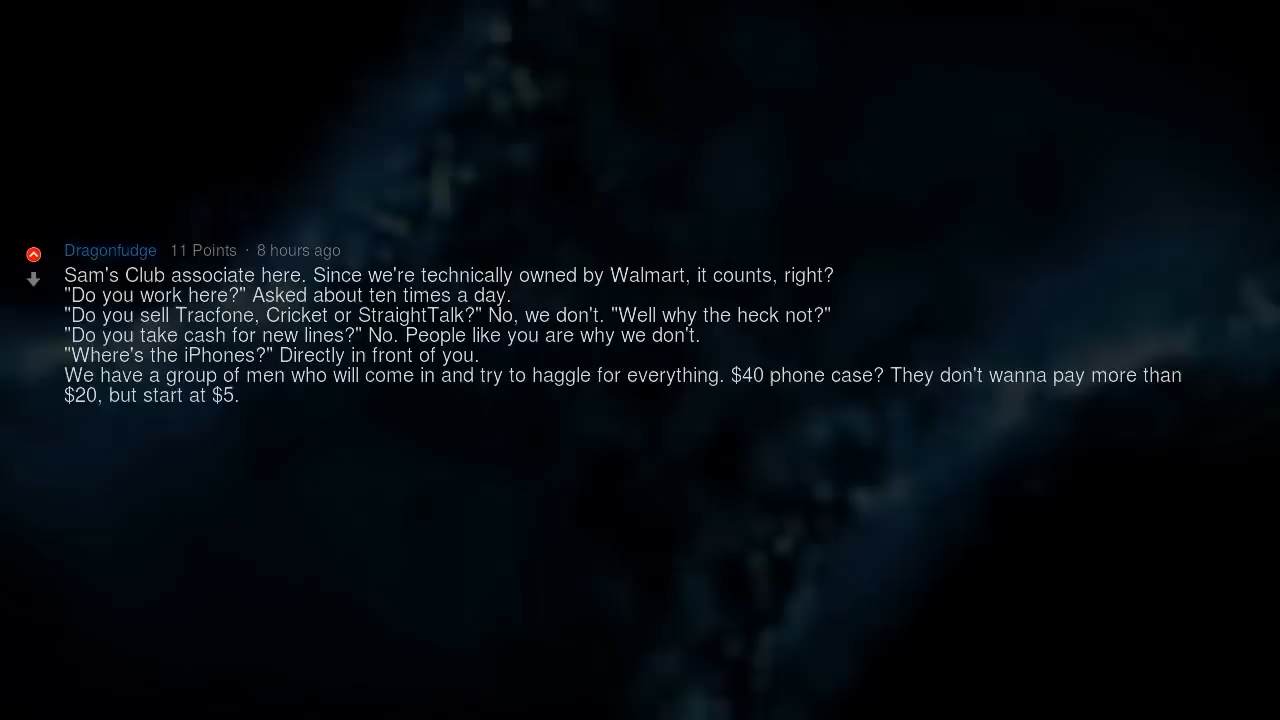 Dragonfudge 11 Points · 8 hours ago
Sam's Club associate here. Since we're technically owned by Walmart, it counts, right?
"Do you work here?" Asked about ten times a day.
"Do you sell Tracfone, Cricket or StraightTalk?" No, we don't. "Well why the heck not?"
"Do you take cash for new lines?" No. People like you are why we don't.
"Where's the iPhones?" Directly in front of you.
We have a group of men who will come in and try to haggle for everything. $40 phone case? They don't wanna pay more than
$20, but start at $5.